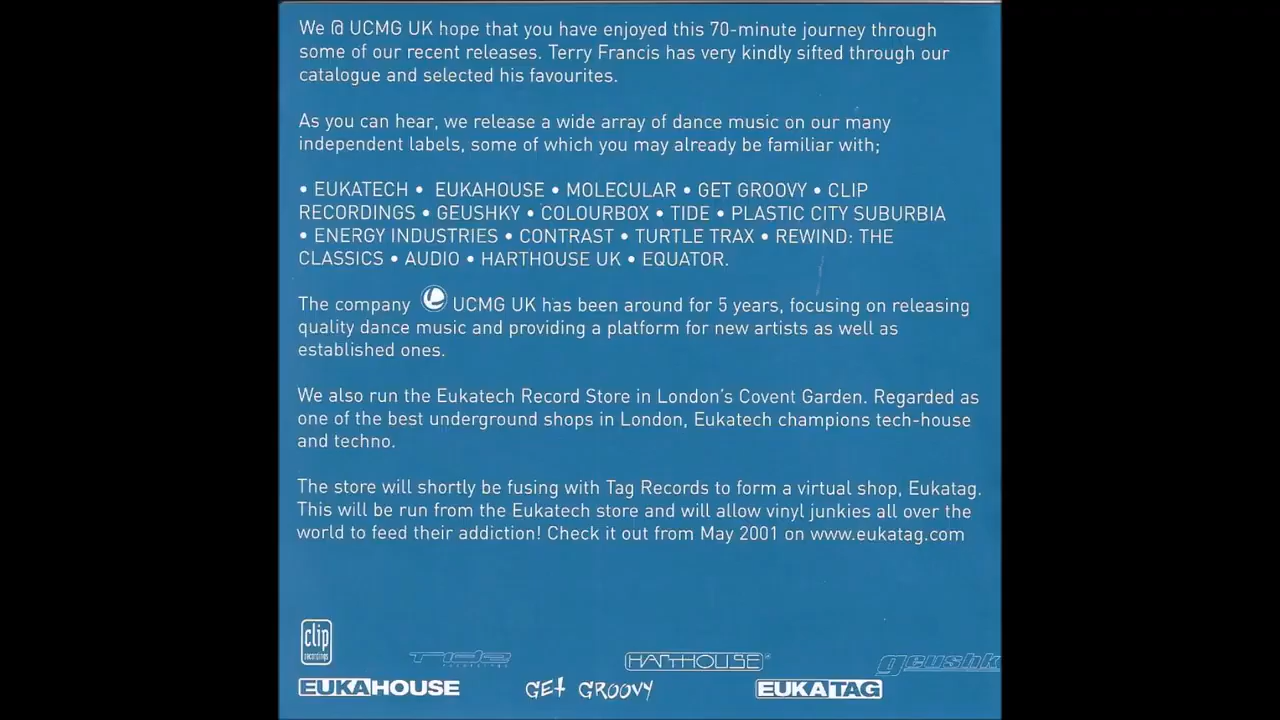 We @ UCMG UK hope that you have enjoyed this 70-minute journey through
some of our recent releases. Terry Francis has very kindly sifted through our
catalogue and selected his favourites.
As you can hear, we release a wide array of dance music on our many
independent labels, some of which you may already be familiar with;
• EUKATECH • EUKAHOUSE • MOLECULAR • GET GROOVY • CLIP
RECORDINGS • GEUSHKY • COLOURBOX • TIDE • PLASTIC CITY SUBURBIA
• ENERGY INDUSTRIES • CONTRAST • TURTLE TRAX • REWIND: THE
CLASSICS • AUDIO • HARTHOUSE UK • EQUATOR.
The company UCMG UK has been around for 5 years, focusing on releasing
quality dance music and providing a platform for new artists as well as
established ones.
We also run the Eukatech Record Store in London's Covent Garden. Regarded as
one of the best underground shops in London, Eukatech champions tech-house
and techno.
The store will shortly be fusing with Tag Records to form a virtual shop, Eukatag.
This will be run from the Eukatech store and will allow vinyl junkies all over the
world to feed their addiction! Check it out from May 2001 on www.eukatag.com
clip
recordings
TIDE
HARTHOUSE
geushk
EUKAHOUSE
GET GROOVY
EUKATAG